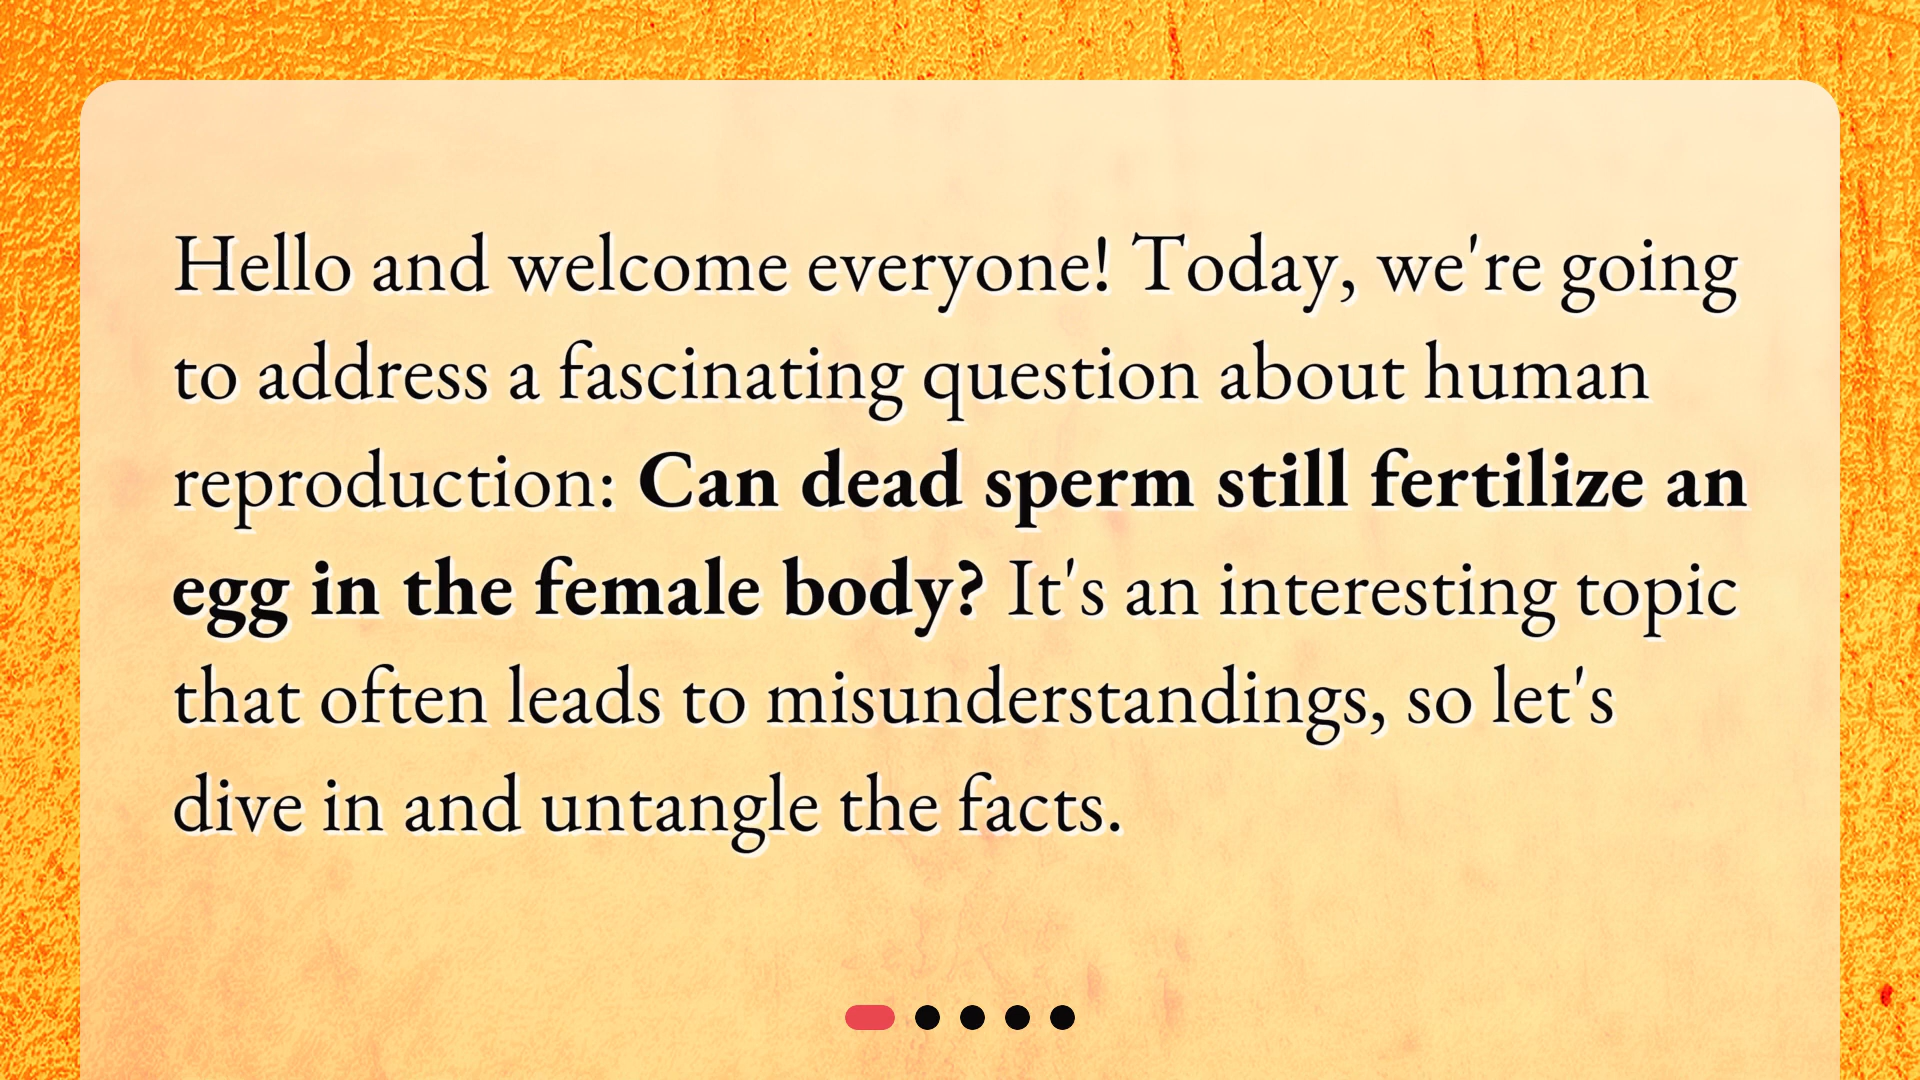 Hello and welcome everyone! Today, we're going
to address a fascinating question about human
reproduction: Can dead sperm still fertilize an
egg in the female body? It's an interesting topic
that often leads to misunderstandings, so let's
dive in and untangle the facts.